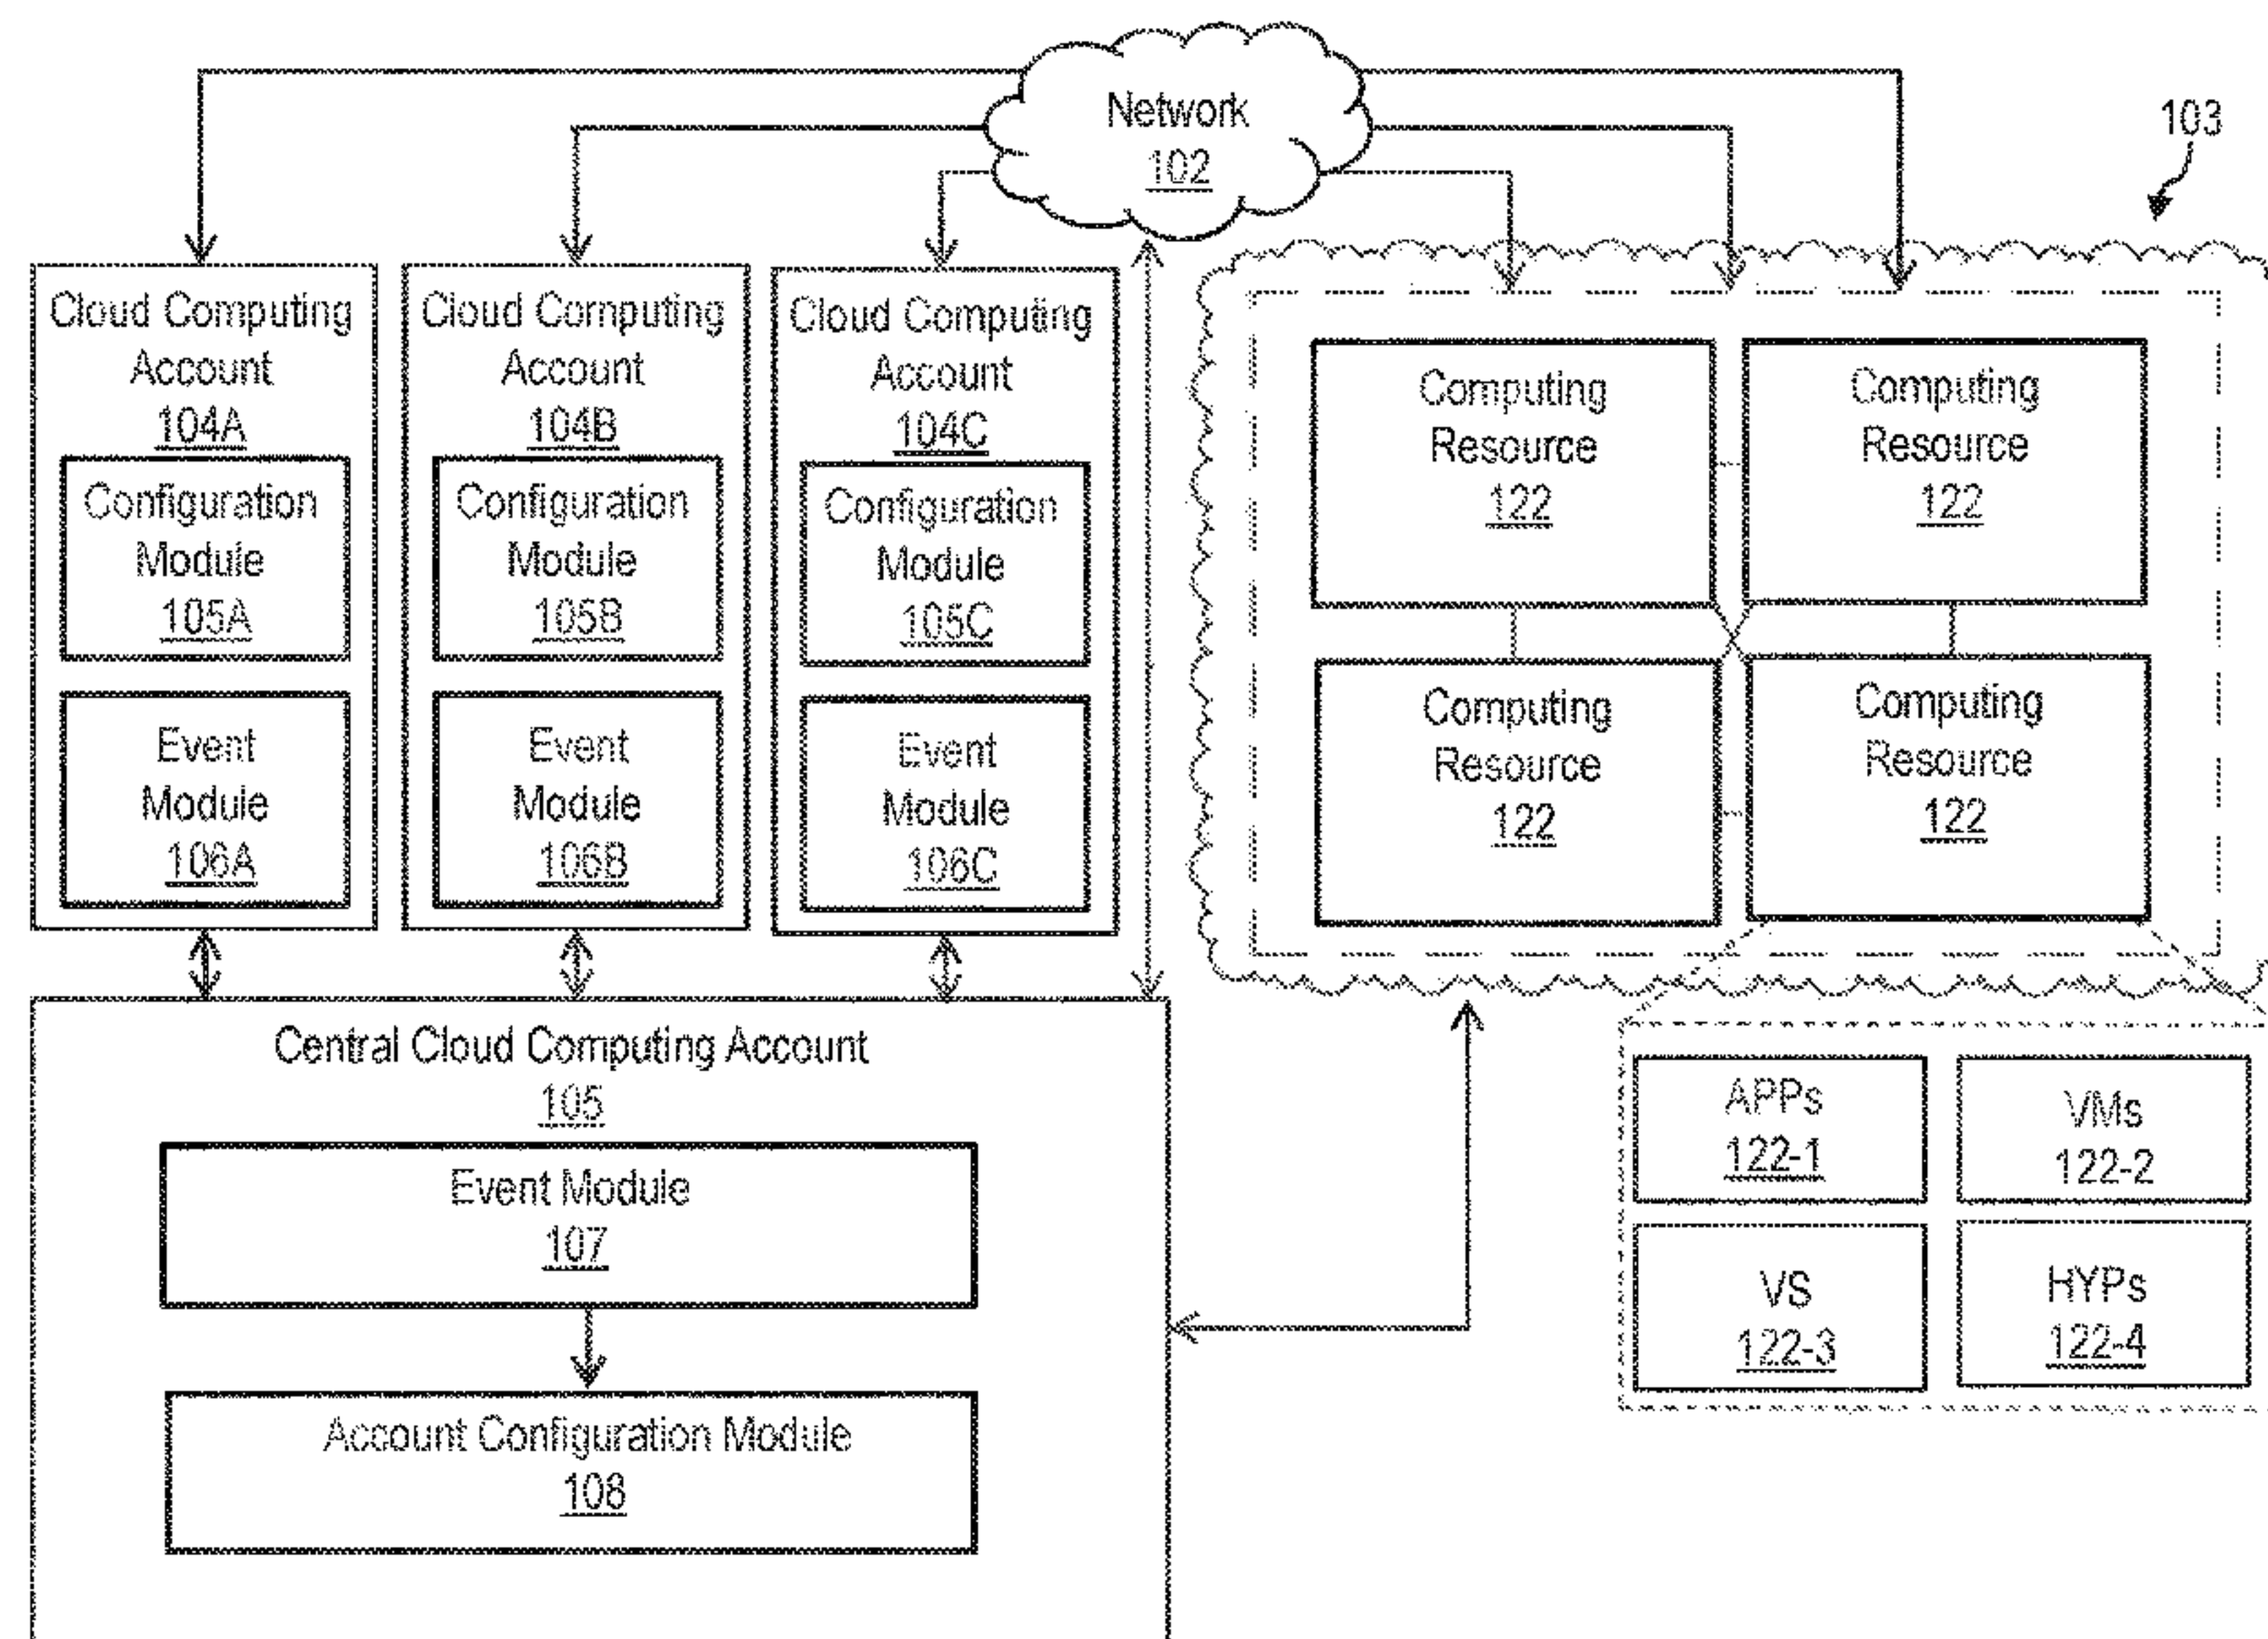 Network
102
103
Cloud Computing
Account
104A
Configuration
Module
105A
Event
Module
106A
Cloud Computing
Account
104B
Configuration
Module
105B
Event
Module
106B
Cloud Computing
Account
104C
Configuration
Module
105C
Event
Module
106C
Computing
Resource
122
Computing
Resource
122
Computing
Resource
122
Computing
Resource
122
Central Cloud Computing Account
105
Event Module
107
Account Configuration Module
108
APPs
122-1
VMs
122-2
VS
122-3
HYPs
122-4